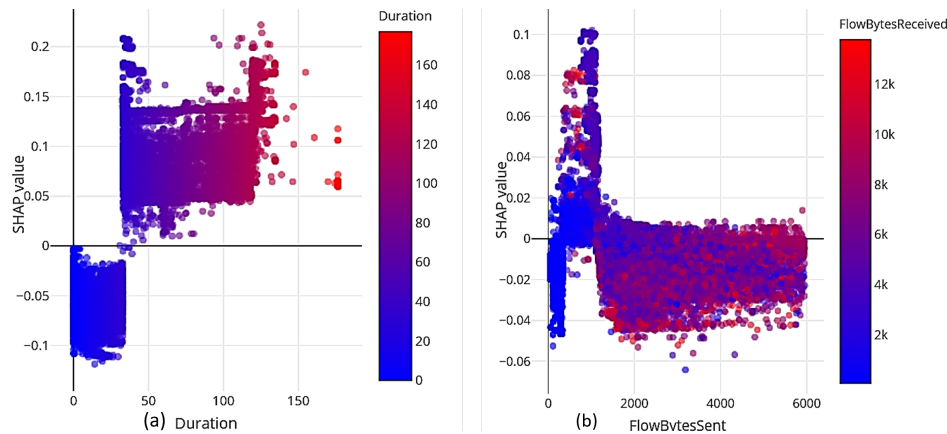 Duration
0.2
0.15
0.1
0.05
0
−0.05
−0.1
SHAP value
0
50
100
150
(a) Duration
160
140
120
100
80
60
40
20
0
FlowBytesReceived
0.1
0.08
0.06
0.04
0.02
0
−0.02
−0.04
−0.06
SHAP value
0
2000
4000
6000
(b)
FlowBytesSent
12k
10k
8k
6k
4k
2k